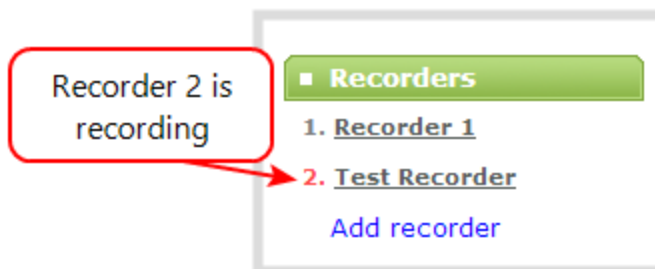 Recorder 2 is
recording
Recorders
1. Recorder 1
2. Test Recorder
Add recorder